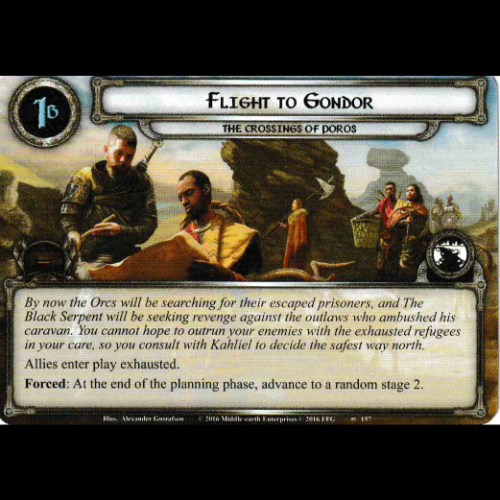 1B
FLIGHT TO GONDOR
THE CROSSINGS OF POROS
By now the Orcs will be searching for their escaped prisoners, and The
Black Serpent will be seeking revenge against the outlaws who ambushed his
caravan. You cannot hope to outrun your enemies with the exhausted refugees
in your care, so you consult with Kahliel to decide the safest way north.
Allies enter play exhausted.
Forced: At the end of the planning phase, advance to a random stage 2.
Illus. Alexander Gustafson © 2016 Middle-earth Enterprises © 2016 FFG 157